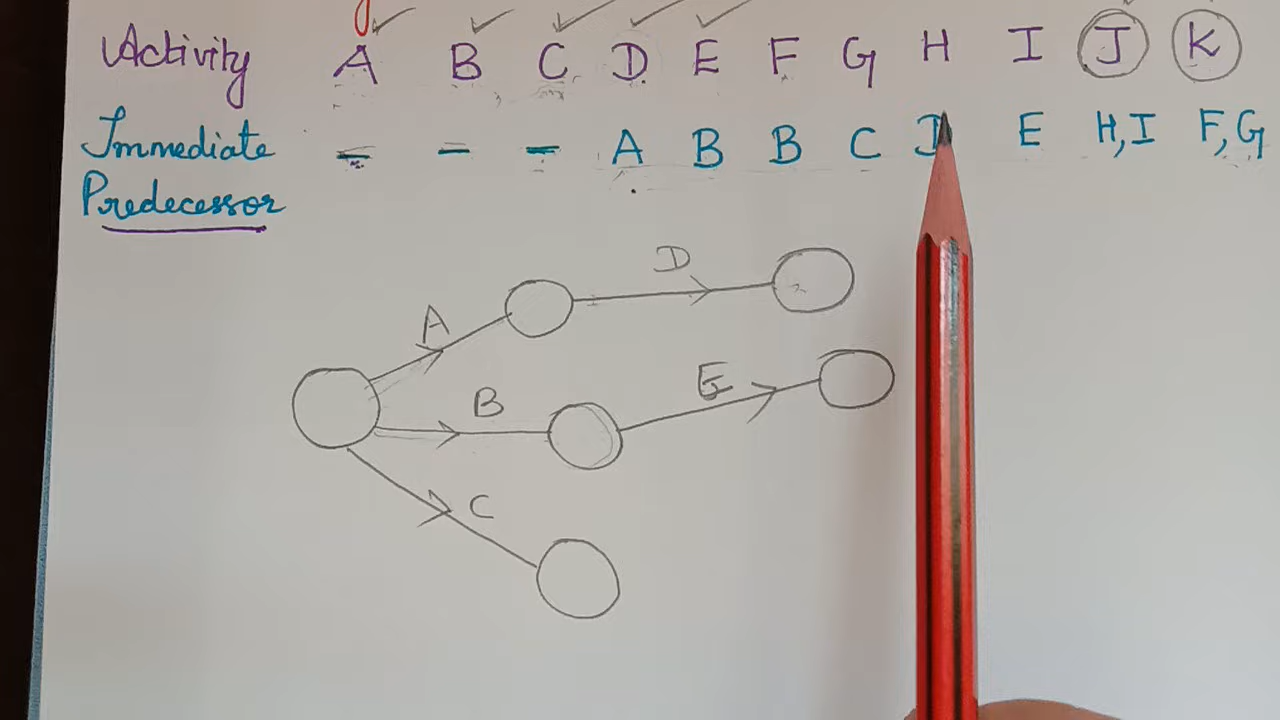 Activity A B C D E F G H I J K
Immediate - - - A B B C D E H,I F,G
Predecessor
D
A
E
B
C